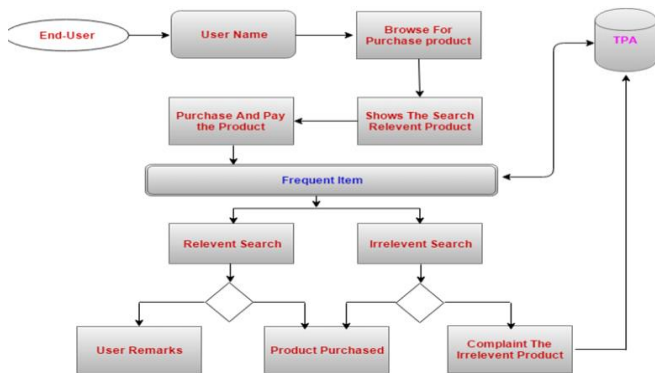 End-User
User Name
Browse For
Purchase product
TPA
Purchase And Pay
the Product
Shows The Search
Relevent Product
Frequent Item
Relevent Search
Irrelevent Search
User Remarks
Product Purchased
Complaint The
Irrelevent Product